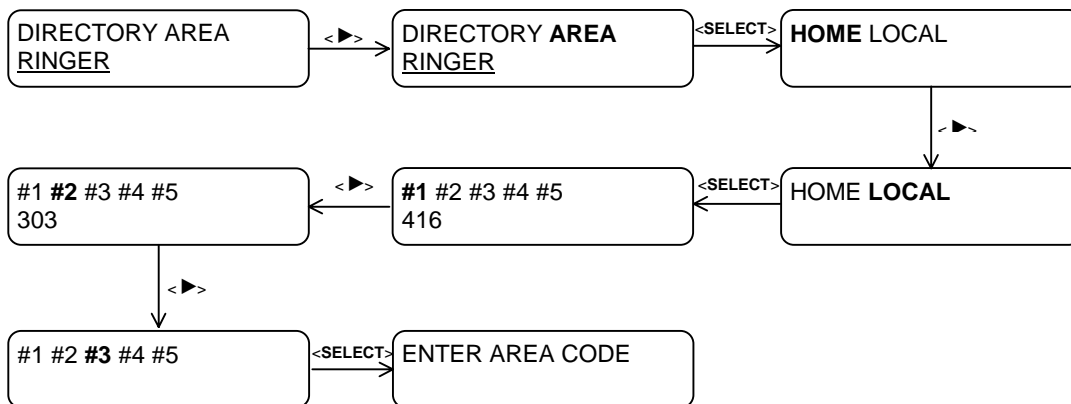 DIRECTORY AREA
RINGER
< ▶>
DIRECTORY AREA
RINGER
<SELECT>
HOME LOCAL
< ▶>
HOME LOCAL
<SELECT>
#1 #2 #3 #4 #5
416
< ▶>
#1 #2 #3 #4 #5
303
< ▶>
#1 #2 #3 #4 #5
<SELECT>
ENTER AREA CODE